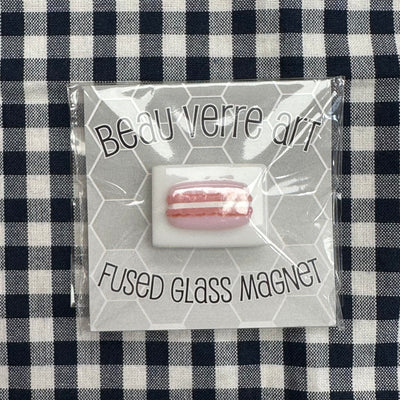 Beau verre art
Fused Glass Magnet